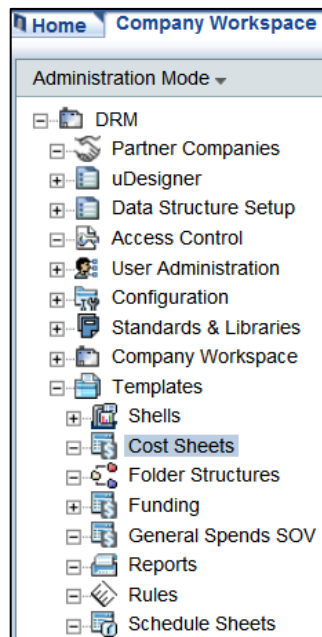 Home Company Workspace
Administration Mode
DRM
Partner Companies
uDesigner
Data Structure Setup
Access Control
User Administration
Configuration
Standards & Libraries
Company Workspace
Templates
Shells
Cost Sheets
Folder Structures
Funding
General Spends SOV
Reports
Rules
Schedule Sheets